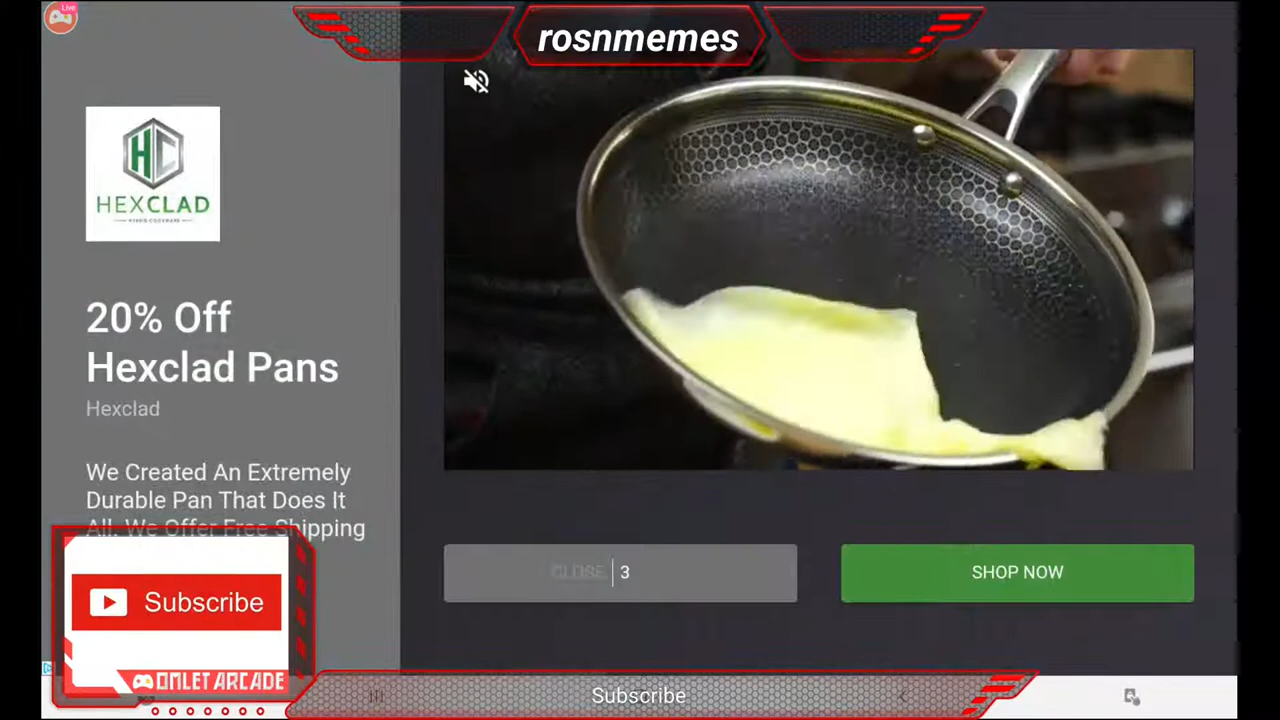 Live
rosnmemes
HC
HEXCLAD
20% Off
Hexclad Pans
Hexclad
We Created An Extremely
Durable Pan That Does It
All. We Offer Free Shipping
CLOSE 3
SHOP NOW
Subscribe
OMLET ARCADE
Subscribe